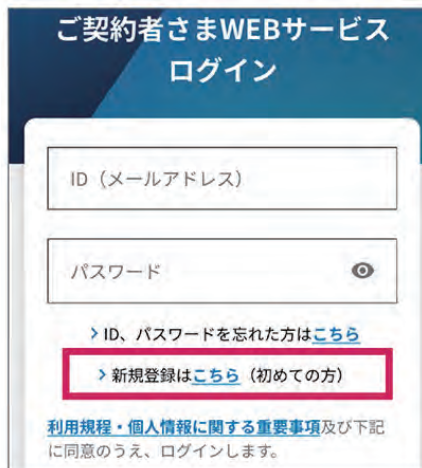 ご契約者さまWEBサービス
ログイン
ID（メールアドレス）
パスワード
> ID、パスワードを忘れた方はこちら
> 新規登録はこちら（初めての方）
利用規程・個人情報に関する重要事項及び下記
に同意のうえ、ログインします。